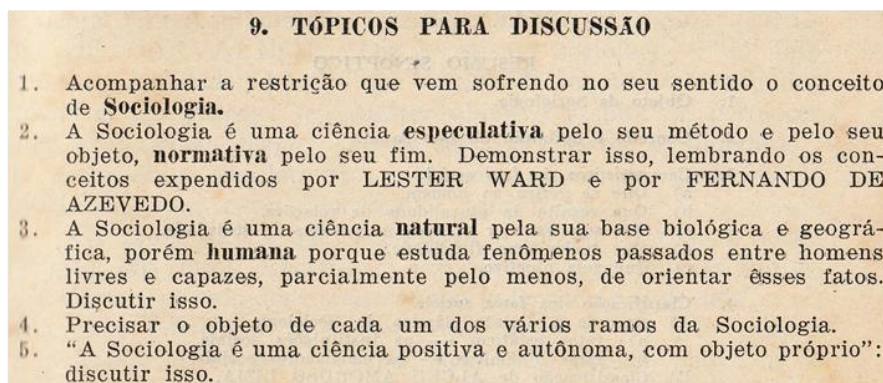 9. TÓPICOS PARA DISCUSSÃO
1. Acompanhar a restrição que vem sofrendo no seu sentido o conceito
de Sociologia.
2. A Sociologia é uma ciência especulativa pelo seu método e pelo seu
objeto, normativa pelo seu fim. Demonstrar isso, lembrando os con-
ceitos expendidos por LESTER WARD e por FERNANDO DE
AZEVEDO.
3. A Sociologia é uma ciência natural pela sua base biológica e geográ-
fica, porém humana porque estuda fenômenos passados entre homens
livres e capazes, parcialmente pelo menos, de orientar êsses fatos.
Discutir isso.
4. Precisar o objeto de cada um dos vários ramos da Sociologia.
5. “A Sociologia é uma ciência positiva e autônoma, com objeto próprio”:
discutir isso.